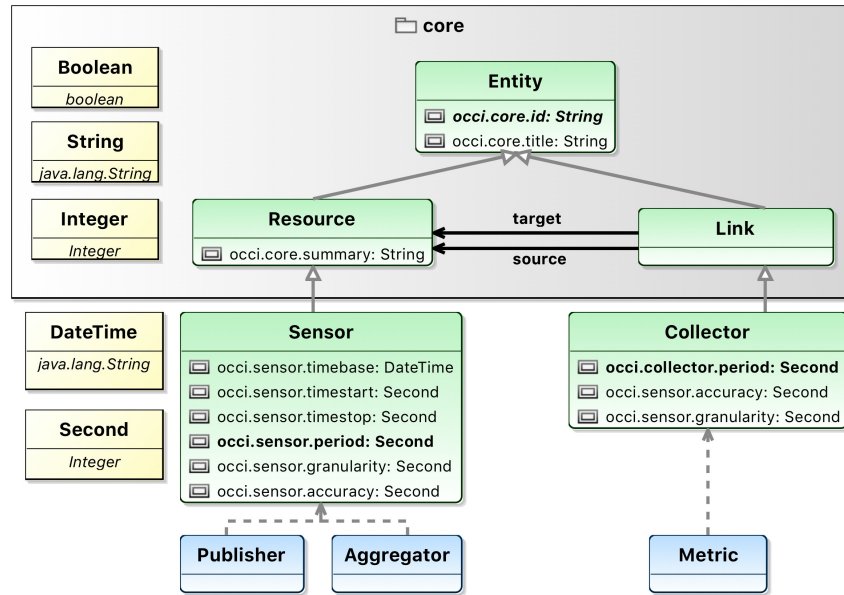 core
Boolean
boolean
String
java.lang.String
Integer
Integer
Entity
occi.core.id: String
occi.core.title: String
Resource
occi.core.summary: String
target
source
Link
DateTime
java.lang.String
Second
Integer
Sensor
occi.sensor.timebase: DateTime
occi.sensor.timestart: Second
occi.sensor.timestop: Second
occi.sensor.period: Second
occi.sensor.granularity: Second
occi.sensor.accuracy: Second
Collector
occi.collector.period: Second
occi.sensor.accuracy: Second
occi.sensor.granularity: Second
Publisher
Aggregator
Metric